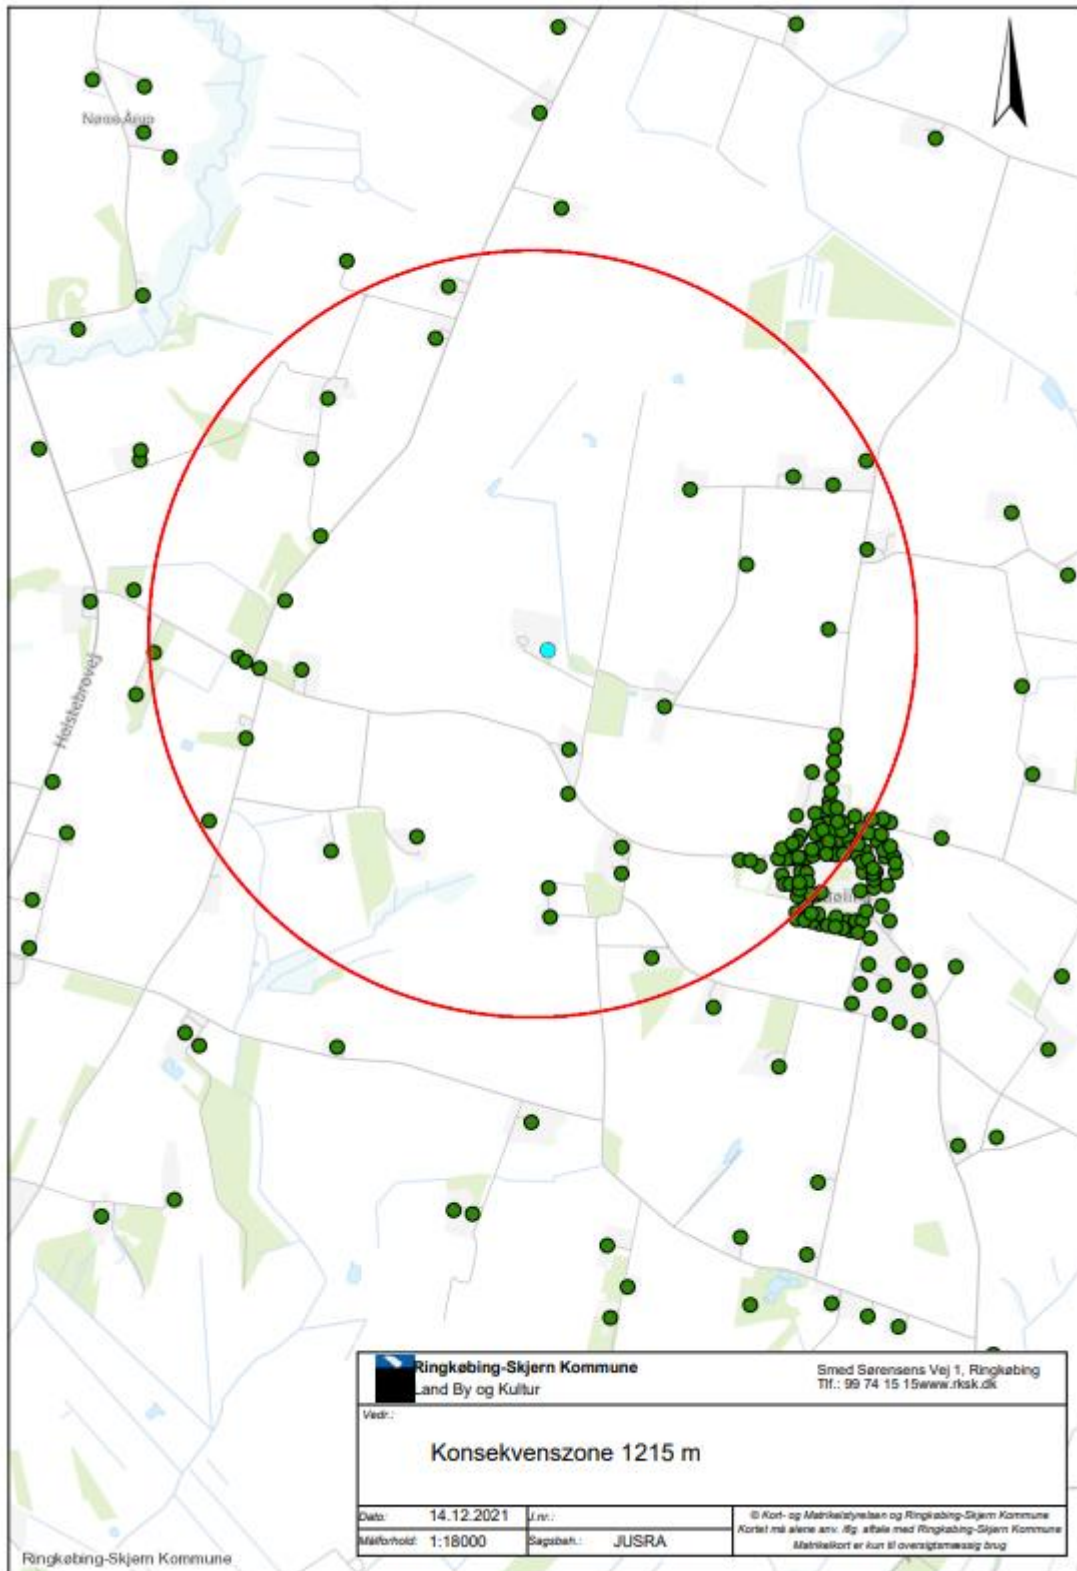 Nørre Årup
Holstebrovej
Ringkøbing-Skjern Kommune
Land By og Kultur
Smed Sørensens Vej 1, Ringkøbing
Tlf.: 99 74 15 15www.rksk.dk
Vedr.:
Konsekvenszone 1215 m
Dato: 14.12.2021 J.nr.:
Målforhold: 1:18000 Sagsbeh.: JUSRA
© Kort- og Matrikelstyrelsen og Ringkøbing-Skjern Kommune
Kortet må alene anv. iflg. aftale med Ringkøbing-Skjern Kommune
Matrikelkort er kun til oversigtsmæssig brug
Ringkøbing-Skjern Kommune